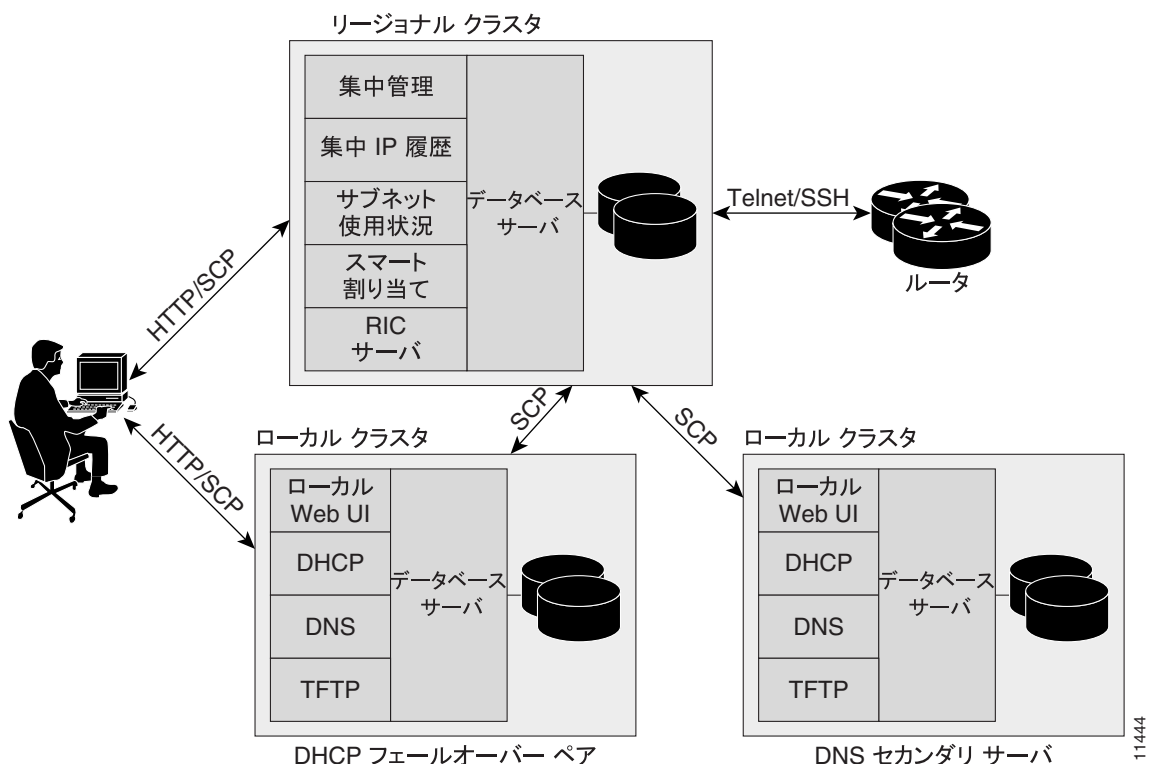 リージョナル クラスタ
集中管理
集中 IP 履歴
サブネット
使用状況
スマート
割り当て
RIC
サーバ
データベース
サーバ
Telnet/SSH
ルータ
HTTP/SCP
HTTP/SCP
SCP
SCP
ローカル クラスタ
ローカル
Web UI
DHCP
DNS
TFTP
データベース
サーバ
DHCP フェールオーバー ペア
ローカル クラスタ
ローカル
Web UI
DHCP
DNS
TFTP
データベース
サーバ
DNS セカンダリ サーバ
11444